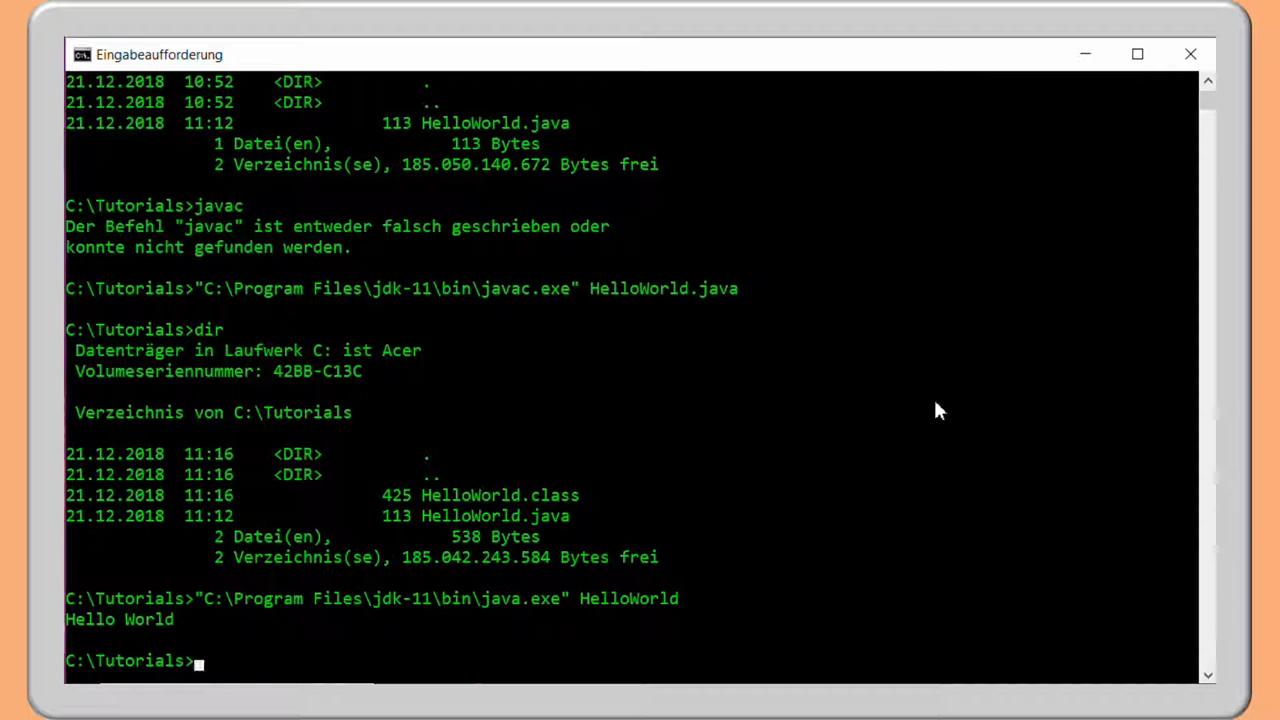 Eingabeaufforderung
21.12.2018  10:52    <DIR>          .
21.12.2018  10:52    <DIR>          ..
21.12.2018  11:12               113 HelloWorld.java
               1 Datei(en),            113 Bytes
               2 Verzeichnis(se), 185.050.140.672 Bytes frei
C:\Tutorials>javac
Der Befehl "javac" ist entweder falsch geschrieben oder
konnte nicht gefunden werden.
C:\Tutorials>"C:\Program Files\jdk-11\bin\javac.exe" HelloWorld.java
C:\Tutorials>dir
 Datenträger in Laufwerk C: ist Acer
 Volumeseriennummer: 42BB-C13C
 Verzeichnis von C:\Tutorials
21.12.2018  11:16    <DIR>          .
21.12.2018  11:16    <DIR>          ..
21.12.2018  11:16               425 HelloWorld.class
21.12.2018  11:12               113 HelloWorld.java
               2 Datei(en),            538 Bytes
               2 Verzeichnis(se), 185.042.243.584 Bytes frei
C:\Tutorials>"C:\Program Files\jdk-11\bin\java.exe" HelloWorld
Hello World
C:\Tutorials>